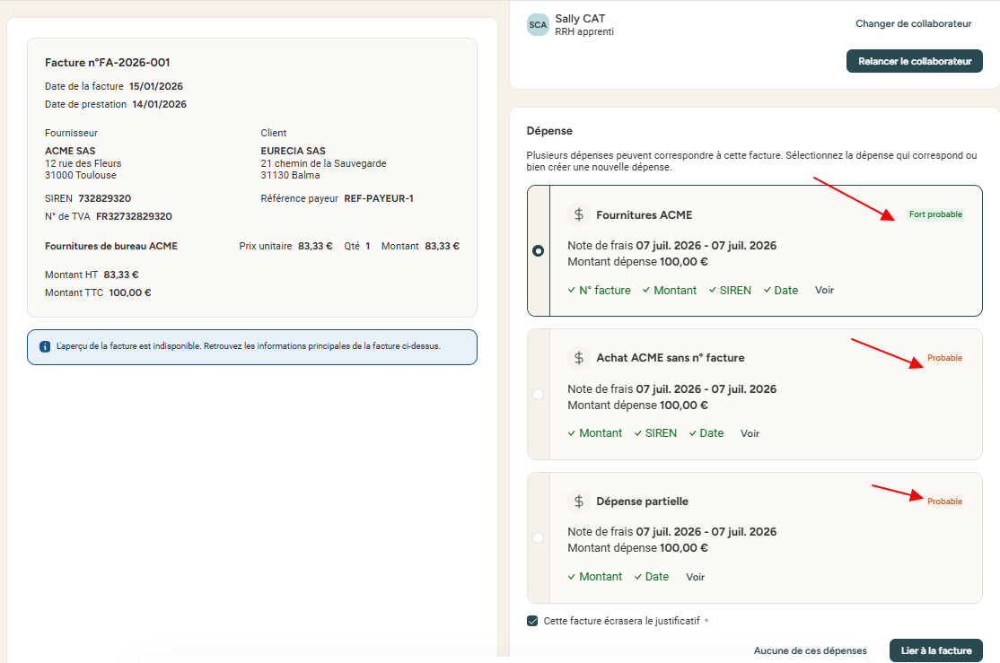 Facture n°FA-2026-001
Date de la facture 15/01/2026
Date de prestation 14/01/2026
Fournisseur
ACME SAS
12 rue des Fleurs
31000 Toulouse
SIREN 732829320
N° de TVA FR32732829320
Client
EURECIA SAS
21 chemin de la Sauvegarde
31130 Balma
Référence payeur REF-PAYEUR-1
Fournitures de bureau ACME Prix unitaire 83,33 € Qté 1 Montant 83,33 €
Montant HT 83,33 €
Montant TTC 100,00 €
L'aperçu de la facture est indisponible. Retrouvez les informations principales de la facture ci-dessus.
SCA
Sally CAT
RRH apprenti
Changer de collaborateur
Relancer le collaborateur
Dépense
Plusieurs dépenses peuvent correspondre à cette facture. Sélectionnez la dépense qui correspond ou
bien créer une nouvelle dépense.
$ Fournitures ACME Fort probable
Note de frais 07 juil. 2026 - 07 juil. 2026
Montant dépense 100,00 €
✓ N° facture ✓ Montant ✓ SIREN ✓ Date Voir
$ Achat ACME sans n° facture Probable
Note de frais 07 juil. 2026 - 07 juil. 2026
Montant dépense 100,00 €
✓ Montant ✓ SIREN ✓ Date Voir
$ Dépense partielle Probable
Note de frais 07 juil. 2026 - 07 juil. 2026
Montant dépense 100,00 €
✓ Montant ✓ Date Voir
Cette facture écrasera le justificatif *
Aucune de ces dépenses
Lier à la facture